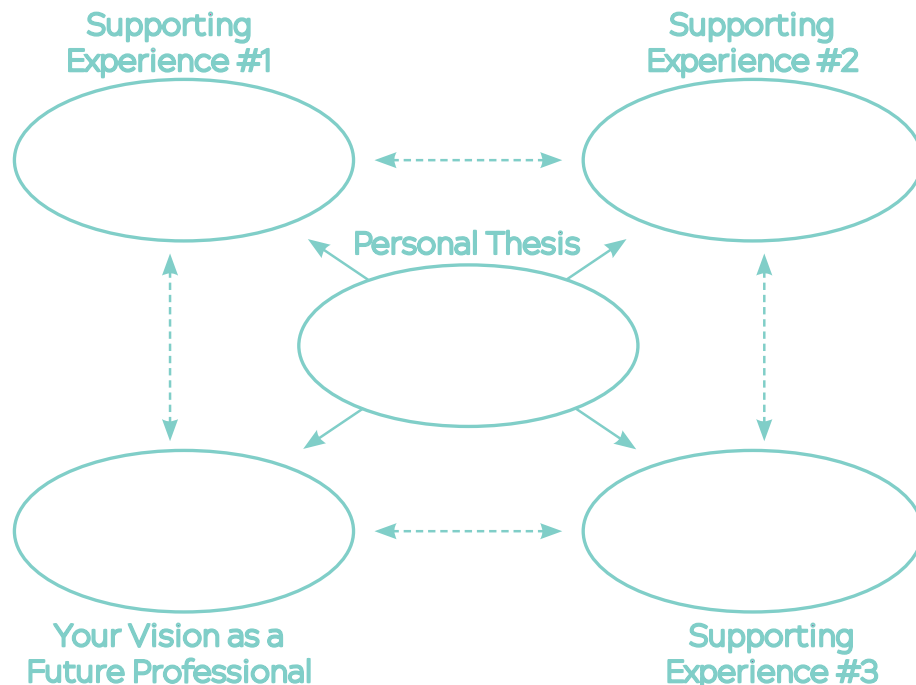 Supporting
Experience #1
Supporting
Experience #2
Personal Thesis
Your Vision as a
Future Professional
Supporting
Experience #3